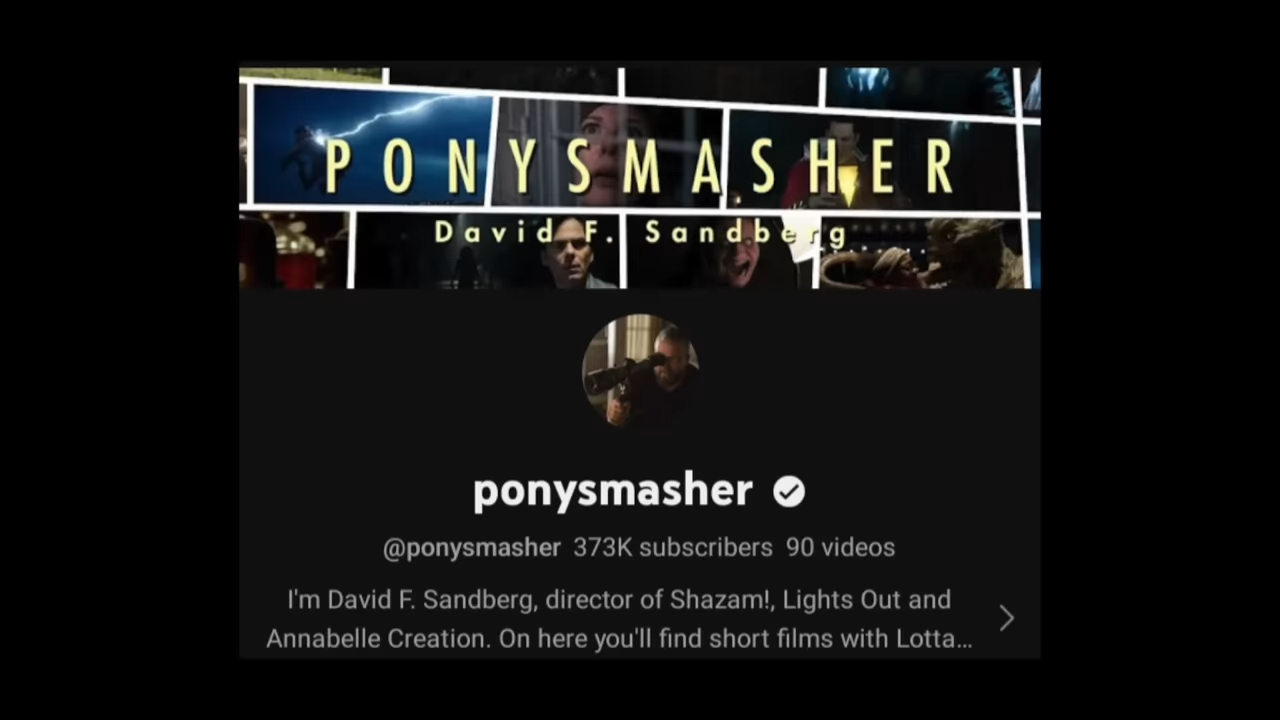 PONYSMASHER
David F. Sandberg
ponysmasher
@ponysmasher 373K subscribers 90 videos
I'm David F. Sandberg, director of Shazam!, Lights Out and
Annabelle Creation. On here you'll find short films with Lotta...